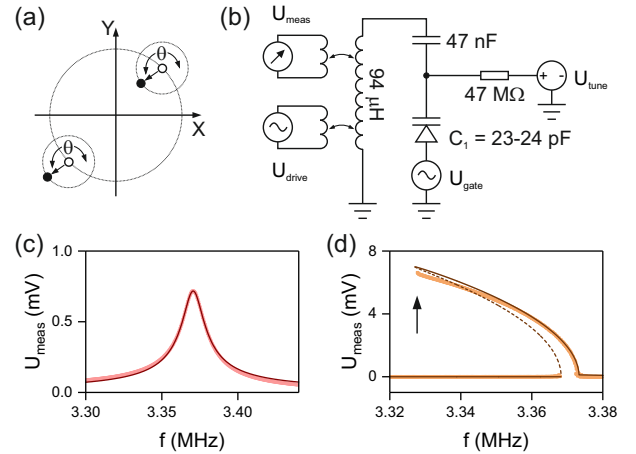 (a)
Y
θ
X
θ
(b)
U meas
94 μH
47 nF
47 MΩ
U tune
U drive
C₁ = 23-24 pF
U gate
(c)
1.0
0.5
0.0
U meas (mV)
3.30
3.35
3.40
f (MHz)
(d)
8
4
0
U meas (mV)
3.32
3.34
3.36
3.38
f (MHz)